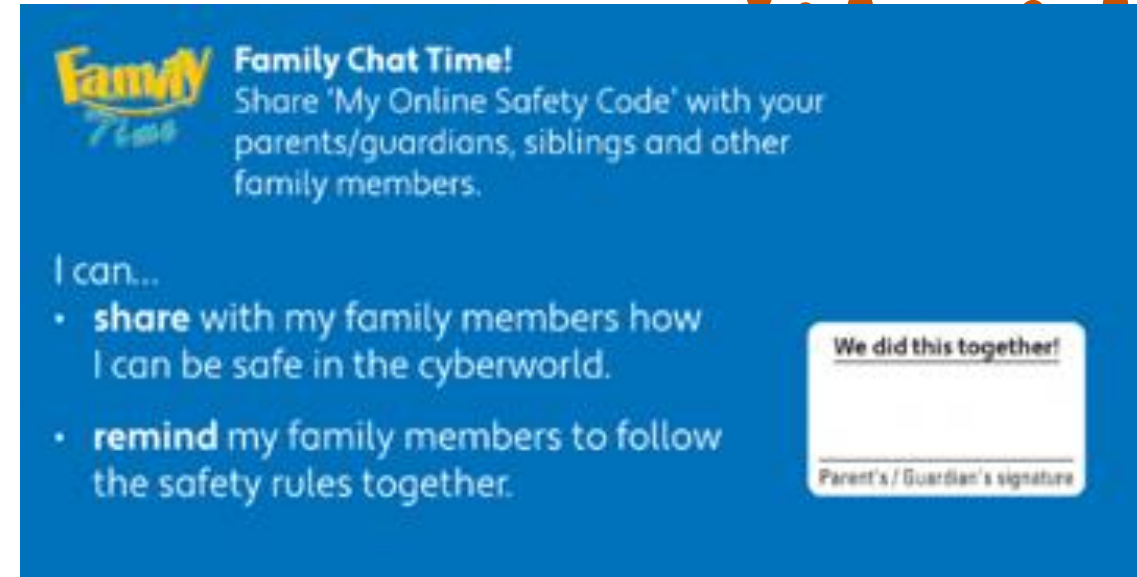 Family
Time
Family Chat Time!
Share 'My Online Safety Code' with your
parents/guardians, siblings and other
family members.
I can...
• share with my family members how
I can be safe in the cyberworld.
• remind my family members to follow
the safety rules together.
We did this together!
Parent's / Guardian's signature